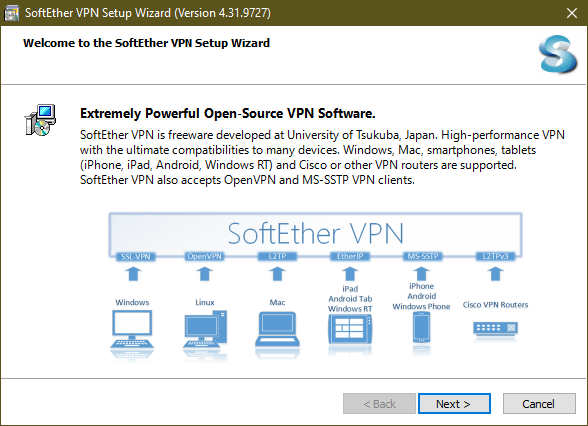 SoftEther VPN Setup Wizard (Version 4.31.9727)
Welcome to the SoftEther VPN Setup Wizard
Extremely Powerful Open-Source VPN Software.
SoftEther VPN is freeware developed at University of Tsukuba, Japan. High-performance VPN
with the ultimate compatibilities to many devices. Windows, Mac, smartphones, tablets
(iPhone, iPad, Android, Windows RT) and Cisco or other VPN routers are supported.
SoftEther VPN also accepts OpenVPN and MS-SSTP VPN clients.
SoftEther VPN
SSL-VPN OpenVPN L2TP EtherIP MS-SSTP L2TPv3
Windows
Linux
Mac
iPad
Android Tab
Windows RT
iPhone
Android
Windows Phone
Cisco VPN Routers
< Back Next > Cancel